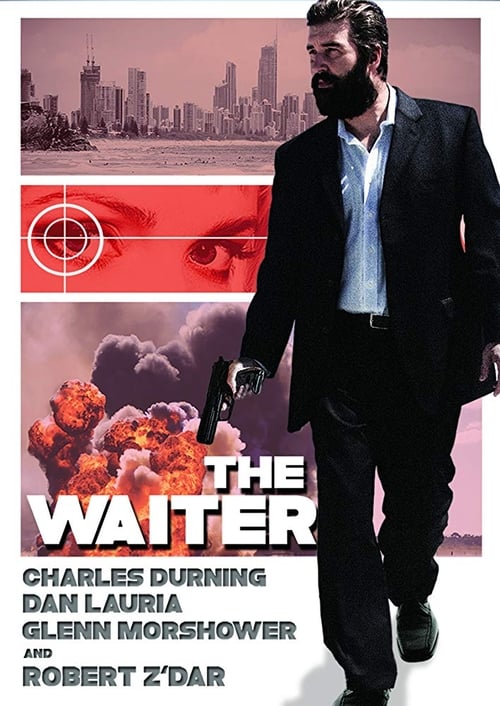 THE
WAITER
CHARLES DURNING
DAN LAURIA
GLENN MORSHOWER
AND
ROBERT Z'DAR